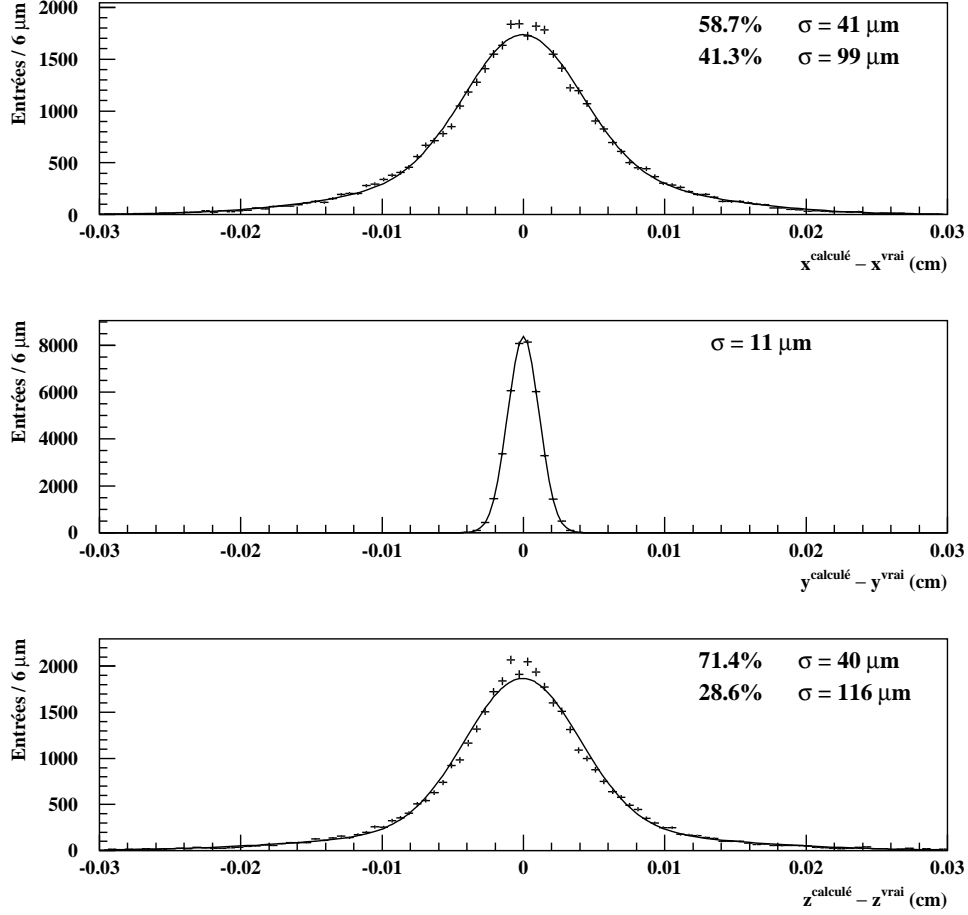 Entrées / 6 μm
2000
1500
1000
500
0
58.7% σ = 41 μm
41.3% σ = 99 μm
-0.03 -0.02 -0.01 0 0.01 0.02 0.03
x^calculé – x^vrai (cm)
Entrées / 6 μm
8000
6000
4000
2000
0
σ = 11 μm
-0.03 -0.02 -0.01 0 0.01 0.02 0.03
y^calculé – y^vrai (cm)
Entrées / 6 μm
2000
1500
1000
500
0
71.4% σ = 40 μm
28.6% σ = 116 μm
-0.03 -0.02 -0.01 0 0.01 0.02 0.03
z^calculé – z^vrai (cm)